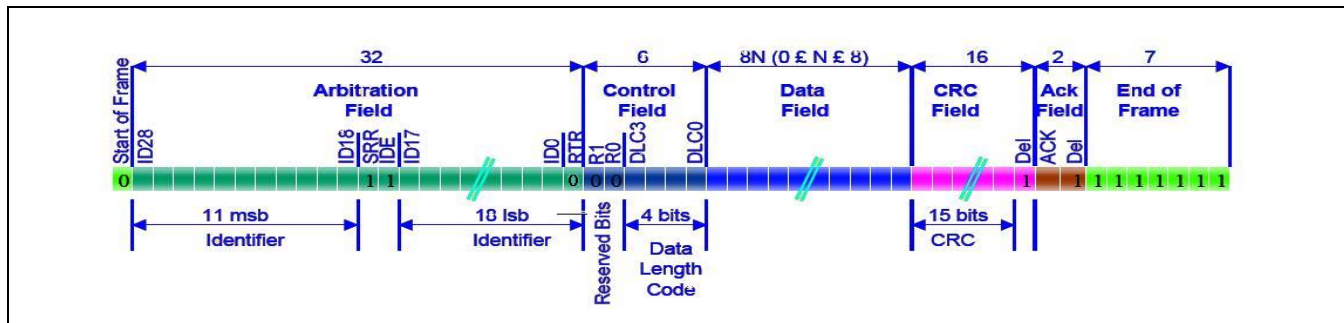 32 6 8N (0 £ N £ 8) 16 2 7
Start of Frame
Arbitration Field
Control Field
Data Field
CRC Field
Ack Field
End of Frame
ID28
ID18
SRR
IDE
ID17
ID0
RTR
R1
R0
DLC3
DLC0
Del
ACK
Del
0 1 1 0 0 0 1 1 1 1 1 1 1 1 1
11 msb
Identifier
18 lsb
Identifier
Reserved Bits
4 bits
Data
Length
Code
15 bits
CRC